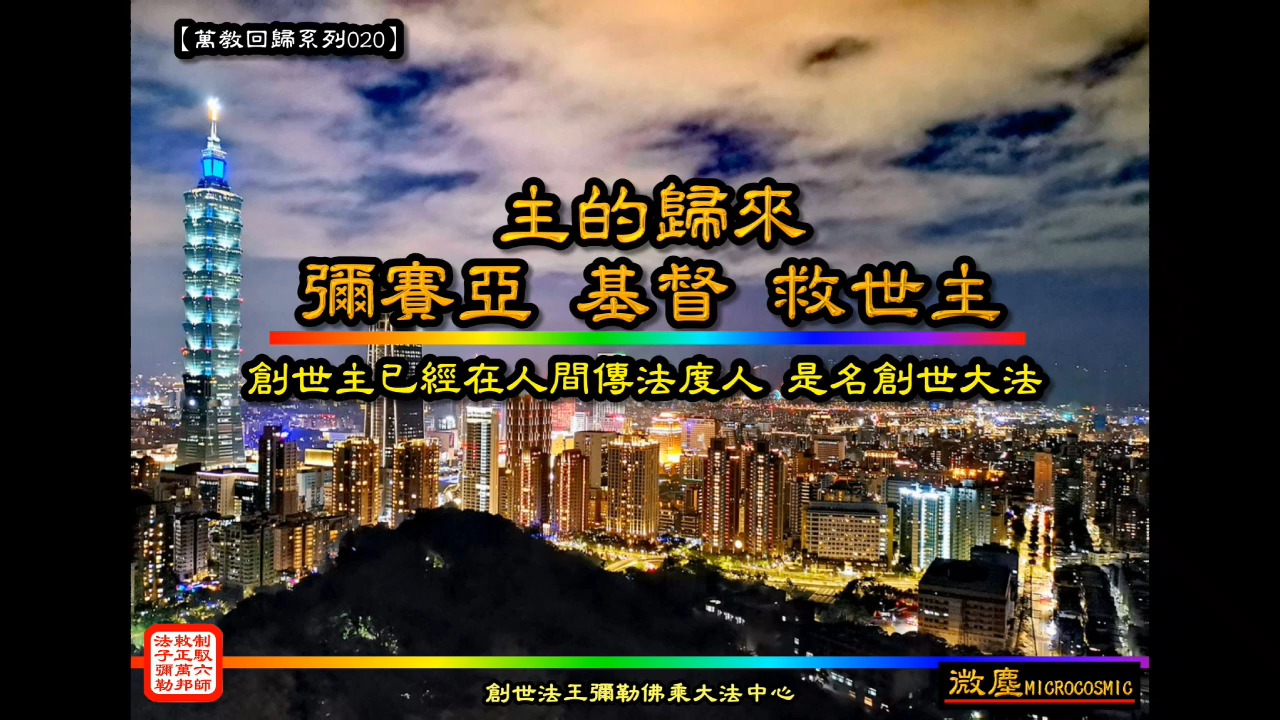 【萬教回歸系列020】
主的歸來
彌賽亞 基督 救世主
創世主已經在人間傳法度人 是名創世大法
法敕制
子正馭
彌萬六
勒邦師
創世法王彌勒佛乘大法中心
微塵MICROCOSMIC